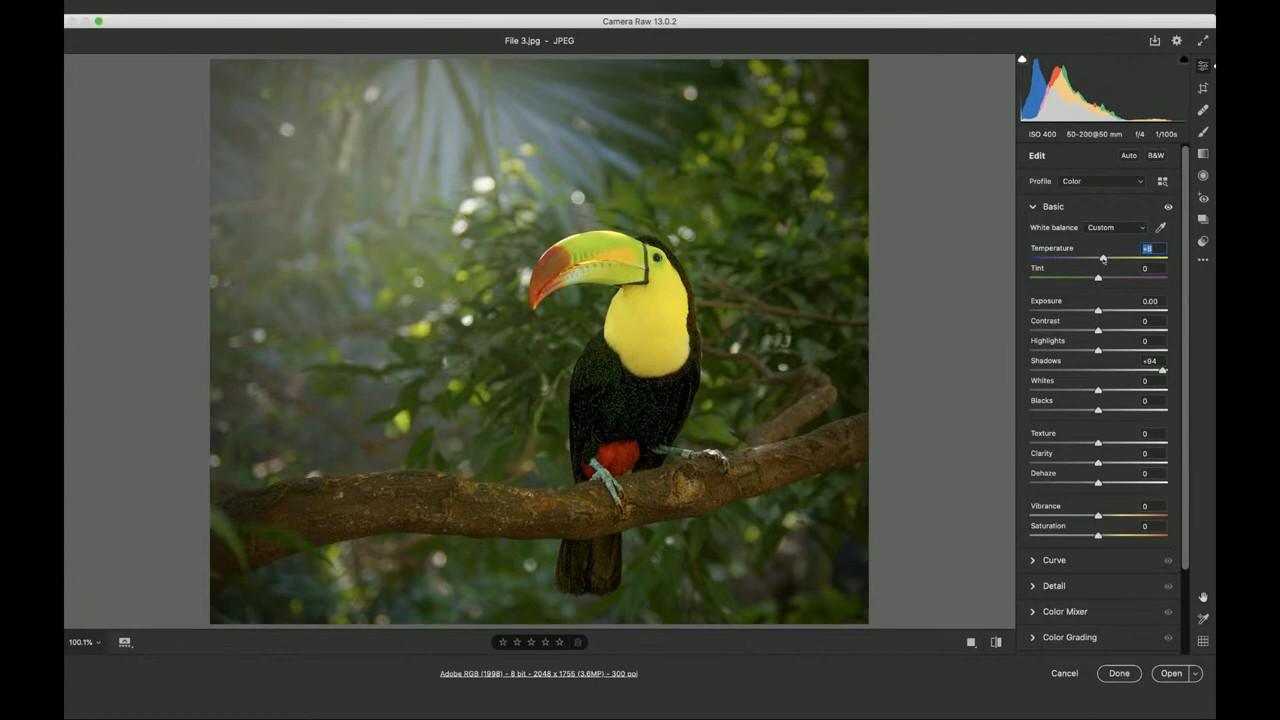 Camera Raw 13.0.2
File 3.jpg - JPEG
ISO 400 50-200@50 mm f/4 1/100s
Edit Auto B&W
Profile Color
Basic
White balance Custom
Temperature +8
Tint 0
Exposure 0.00
Contrast 0
Highlights 0
Shadows +94
Whites 0
Blacks 0
Texture 0
Clarity 0
Dehaze 0
Vibrance 0
Saturation 0
Curve
Detail
Color Mixer
Color Grading
100.1%
Adobe RGB (1998) - 8 bit - 2048 x 1755 (3.6MP) - 300 ppi
Cancel Done Open